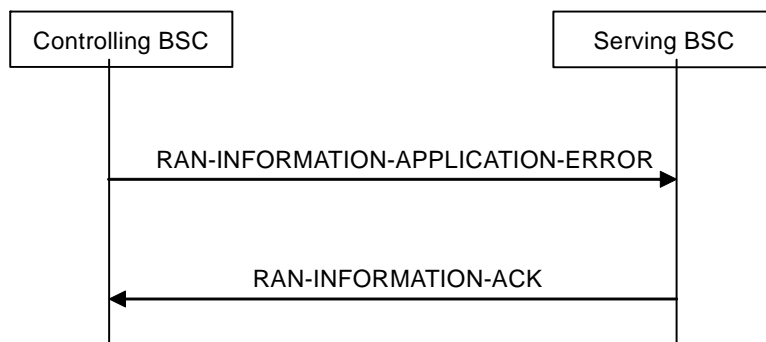 Controlling BSC
Serving BSC
RAN-INFORMATION-APPLICATION-ERROR
RAN-INFORMATION-ACK